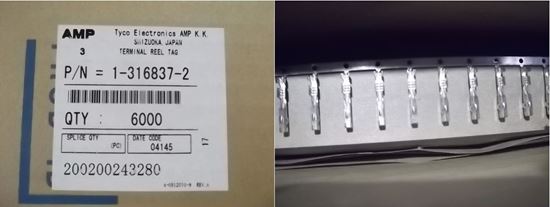 AMP
Tyco Electronics AMP K.K.
SHIZUOKA, JAPAN
3
TERMINAL REEL TAG
P/N = 1-316837-2
QTY : 6000
SPLICE QTY
(PC)
DATE CODE
04145
17
200200243280
REV.A